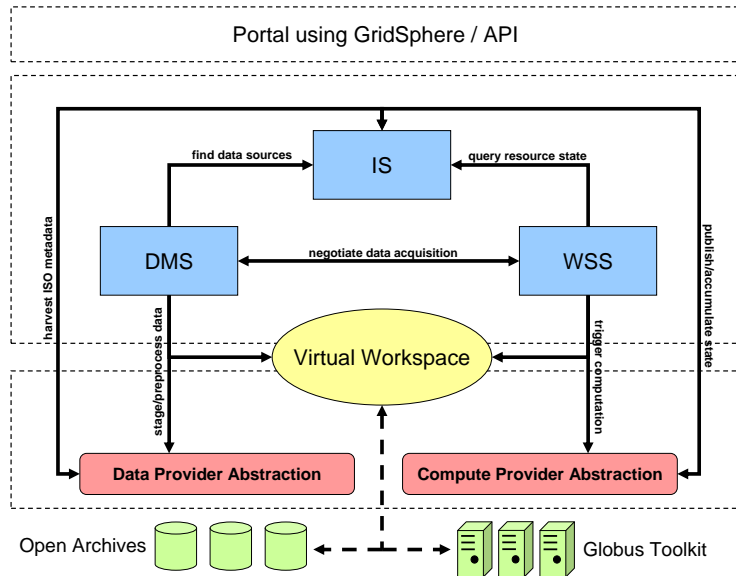 Portal using GridSphere / API
find data sources
IS
query resource state
harvest ISO metadata
DMS
negotiate data acquisition
WSS
publish/accumulate state
stage/preprocess data
Virtual Workspace
trigger computation
Data Provider Abstraction
Compute Provider Abstraction
Open Archives
Globus Toolkit